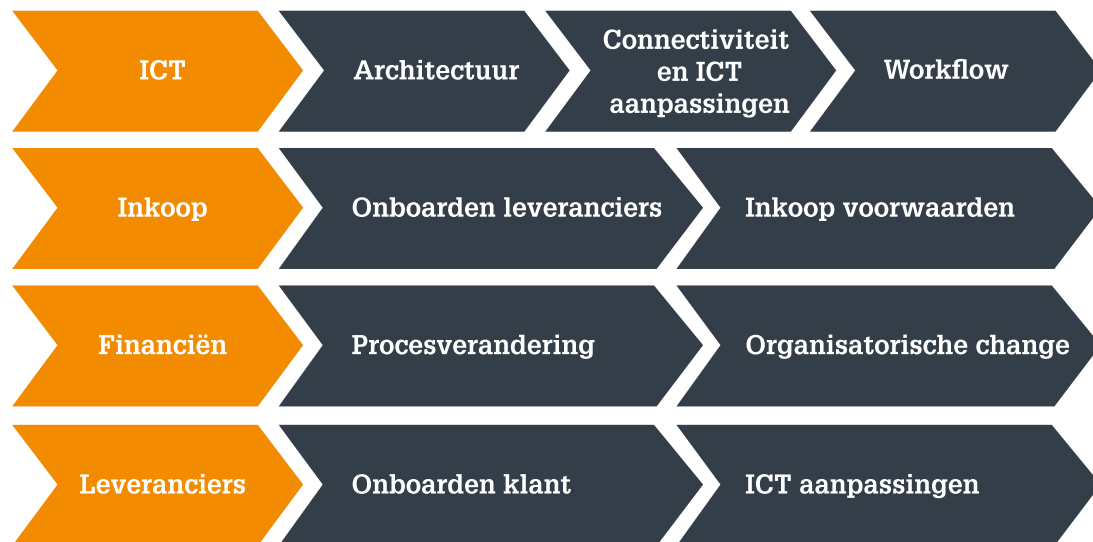 ICT
Architectuur
Connectiviteit
en ICT
aanpassingen
Workflow
Inkoop
Onboarden leveranciers
Inkoop voorwaarden
Financiën
Procesverandering
Organisatorische change
Leveranciers
Onboarden klant
ICT aanpassingen